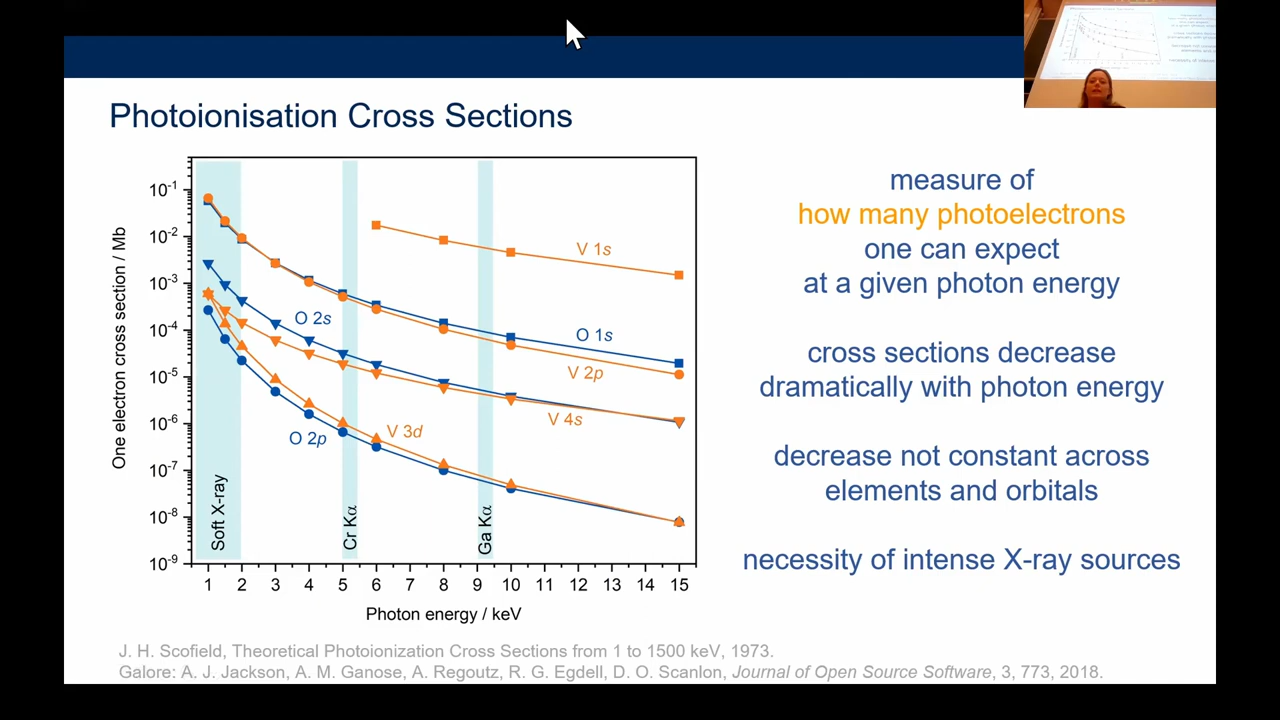 Photoionisation Cross Sections
One electron cross section / Mb
10⁻¹
10⁻²
10⁻³
10⁻⁴
10⁻⁵
10⁻⁶
10⁻⁷
10⁻⁸
10⁻⁹
V 1s
O 2s
O 1s
V 2p
V 4s
V 3d
O 2p
Soft X-ray
Cr Kα
Ga Kα
1 2 3 4 5 6 7 8 9 10 11 12 13 14 15
Photon energy / keV
measure of
how many photoelectrons
one can expect
at a given photon energy
cross sections decrease
dramatically with photon energy
decrease not constant across
elements and orbitals
necessity of intense X-ray sources
J. H. Scofield, Theoretical Photoionization Cross Sections from 1 to 1500 keV, 1973.
Galore: A. J. Jackson, A. M. Ganose, A. Regoutz, R. G. Egdell, D. O. Scanlon, Journal of Open Source Software, 3, 773, 2018.